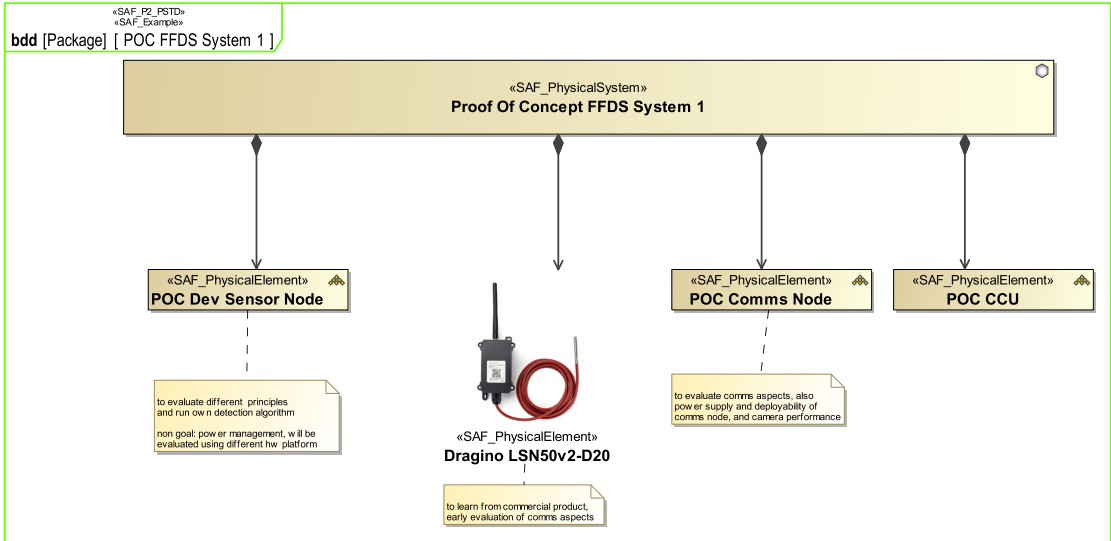 «SAF_P2_PSTD»
«SAF_Example»
bdd [Package] [ POC FFDS System 1 ]
«SAF_PhysicalSystem»
Proof Of Concept FFDS System 1
«SAF_PhysicalElement»
POC Dev Sensor Node
«SAF_PhysicalElement»
POC Comms Node
«SAF_PhysicalElement»
POC CCU
to evaluate different principles
and run own detection algorithm
non goal: power management, will be
evaluated using different hw platform
to evaluate comms aspects, also
power supply and deployability of
comms node, and camera performance
«SAF_PhysicalElement»
Dragino LSN50v2-D20
to learn from commercial product,
early evaluation of comms aspects